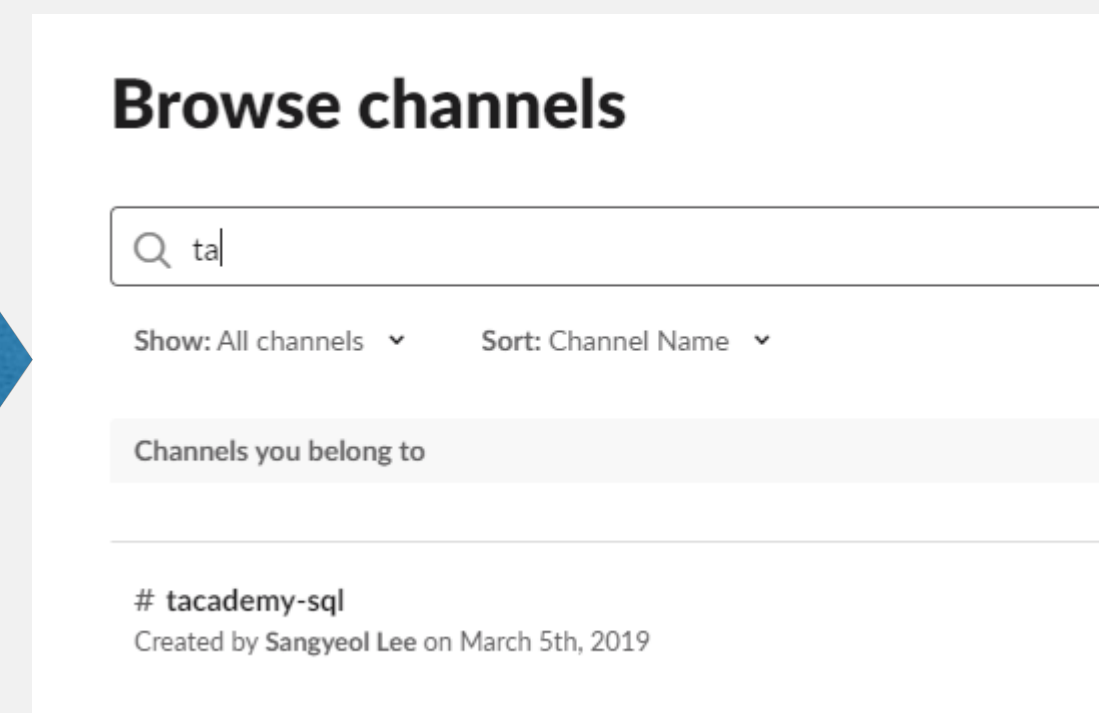 Browse channels
ta
Show: All channels Sort: Channel Name
Channels you belong to
# tacademy-sql
Created by Sangyeol Lee on March 5th, 2019